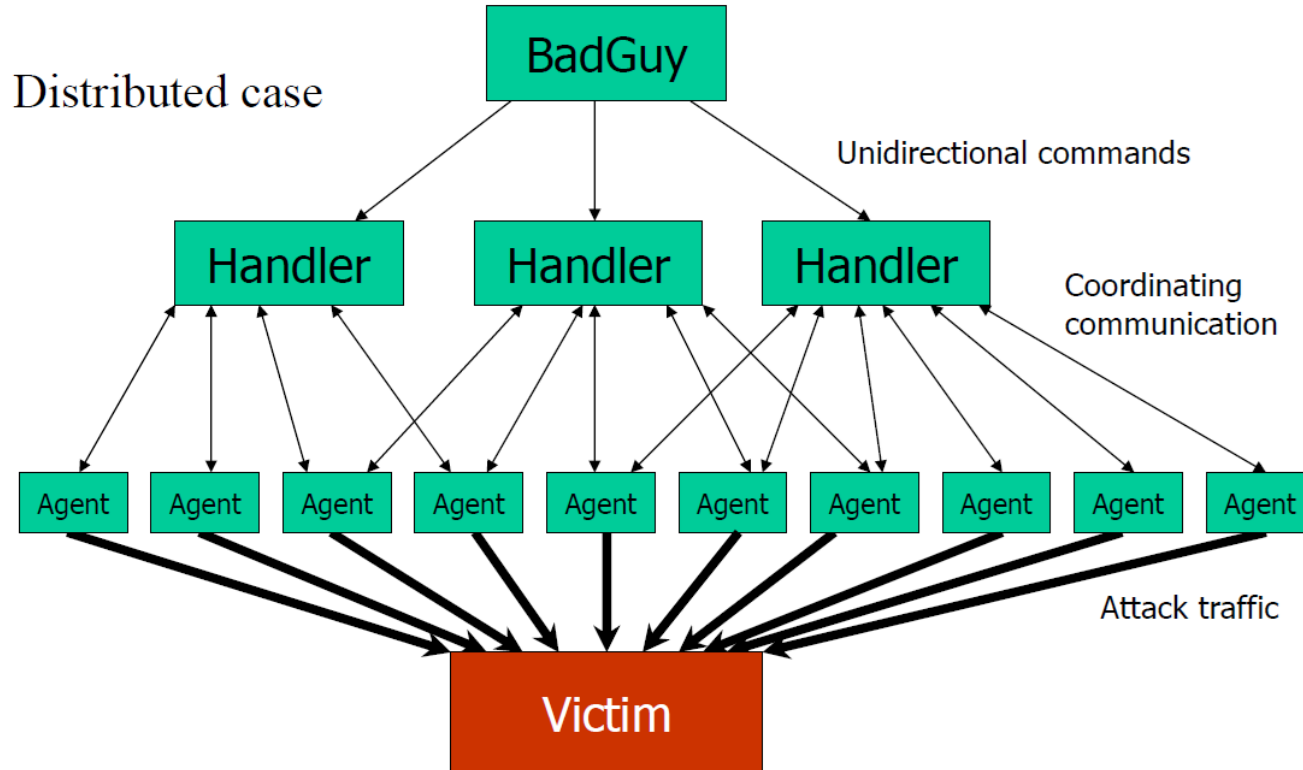 BadGuy
Distributed case
Unidirectional commands
Handler Handler Handler
Coordinating
communication
Agent Agent Agent Agent Agent Agent Agent Agent Agent Agent
Attack traffic
Victim